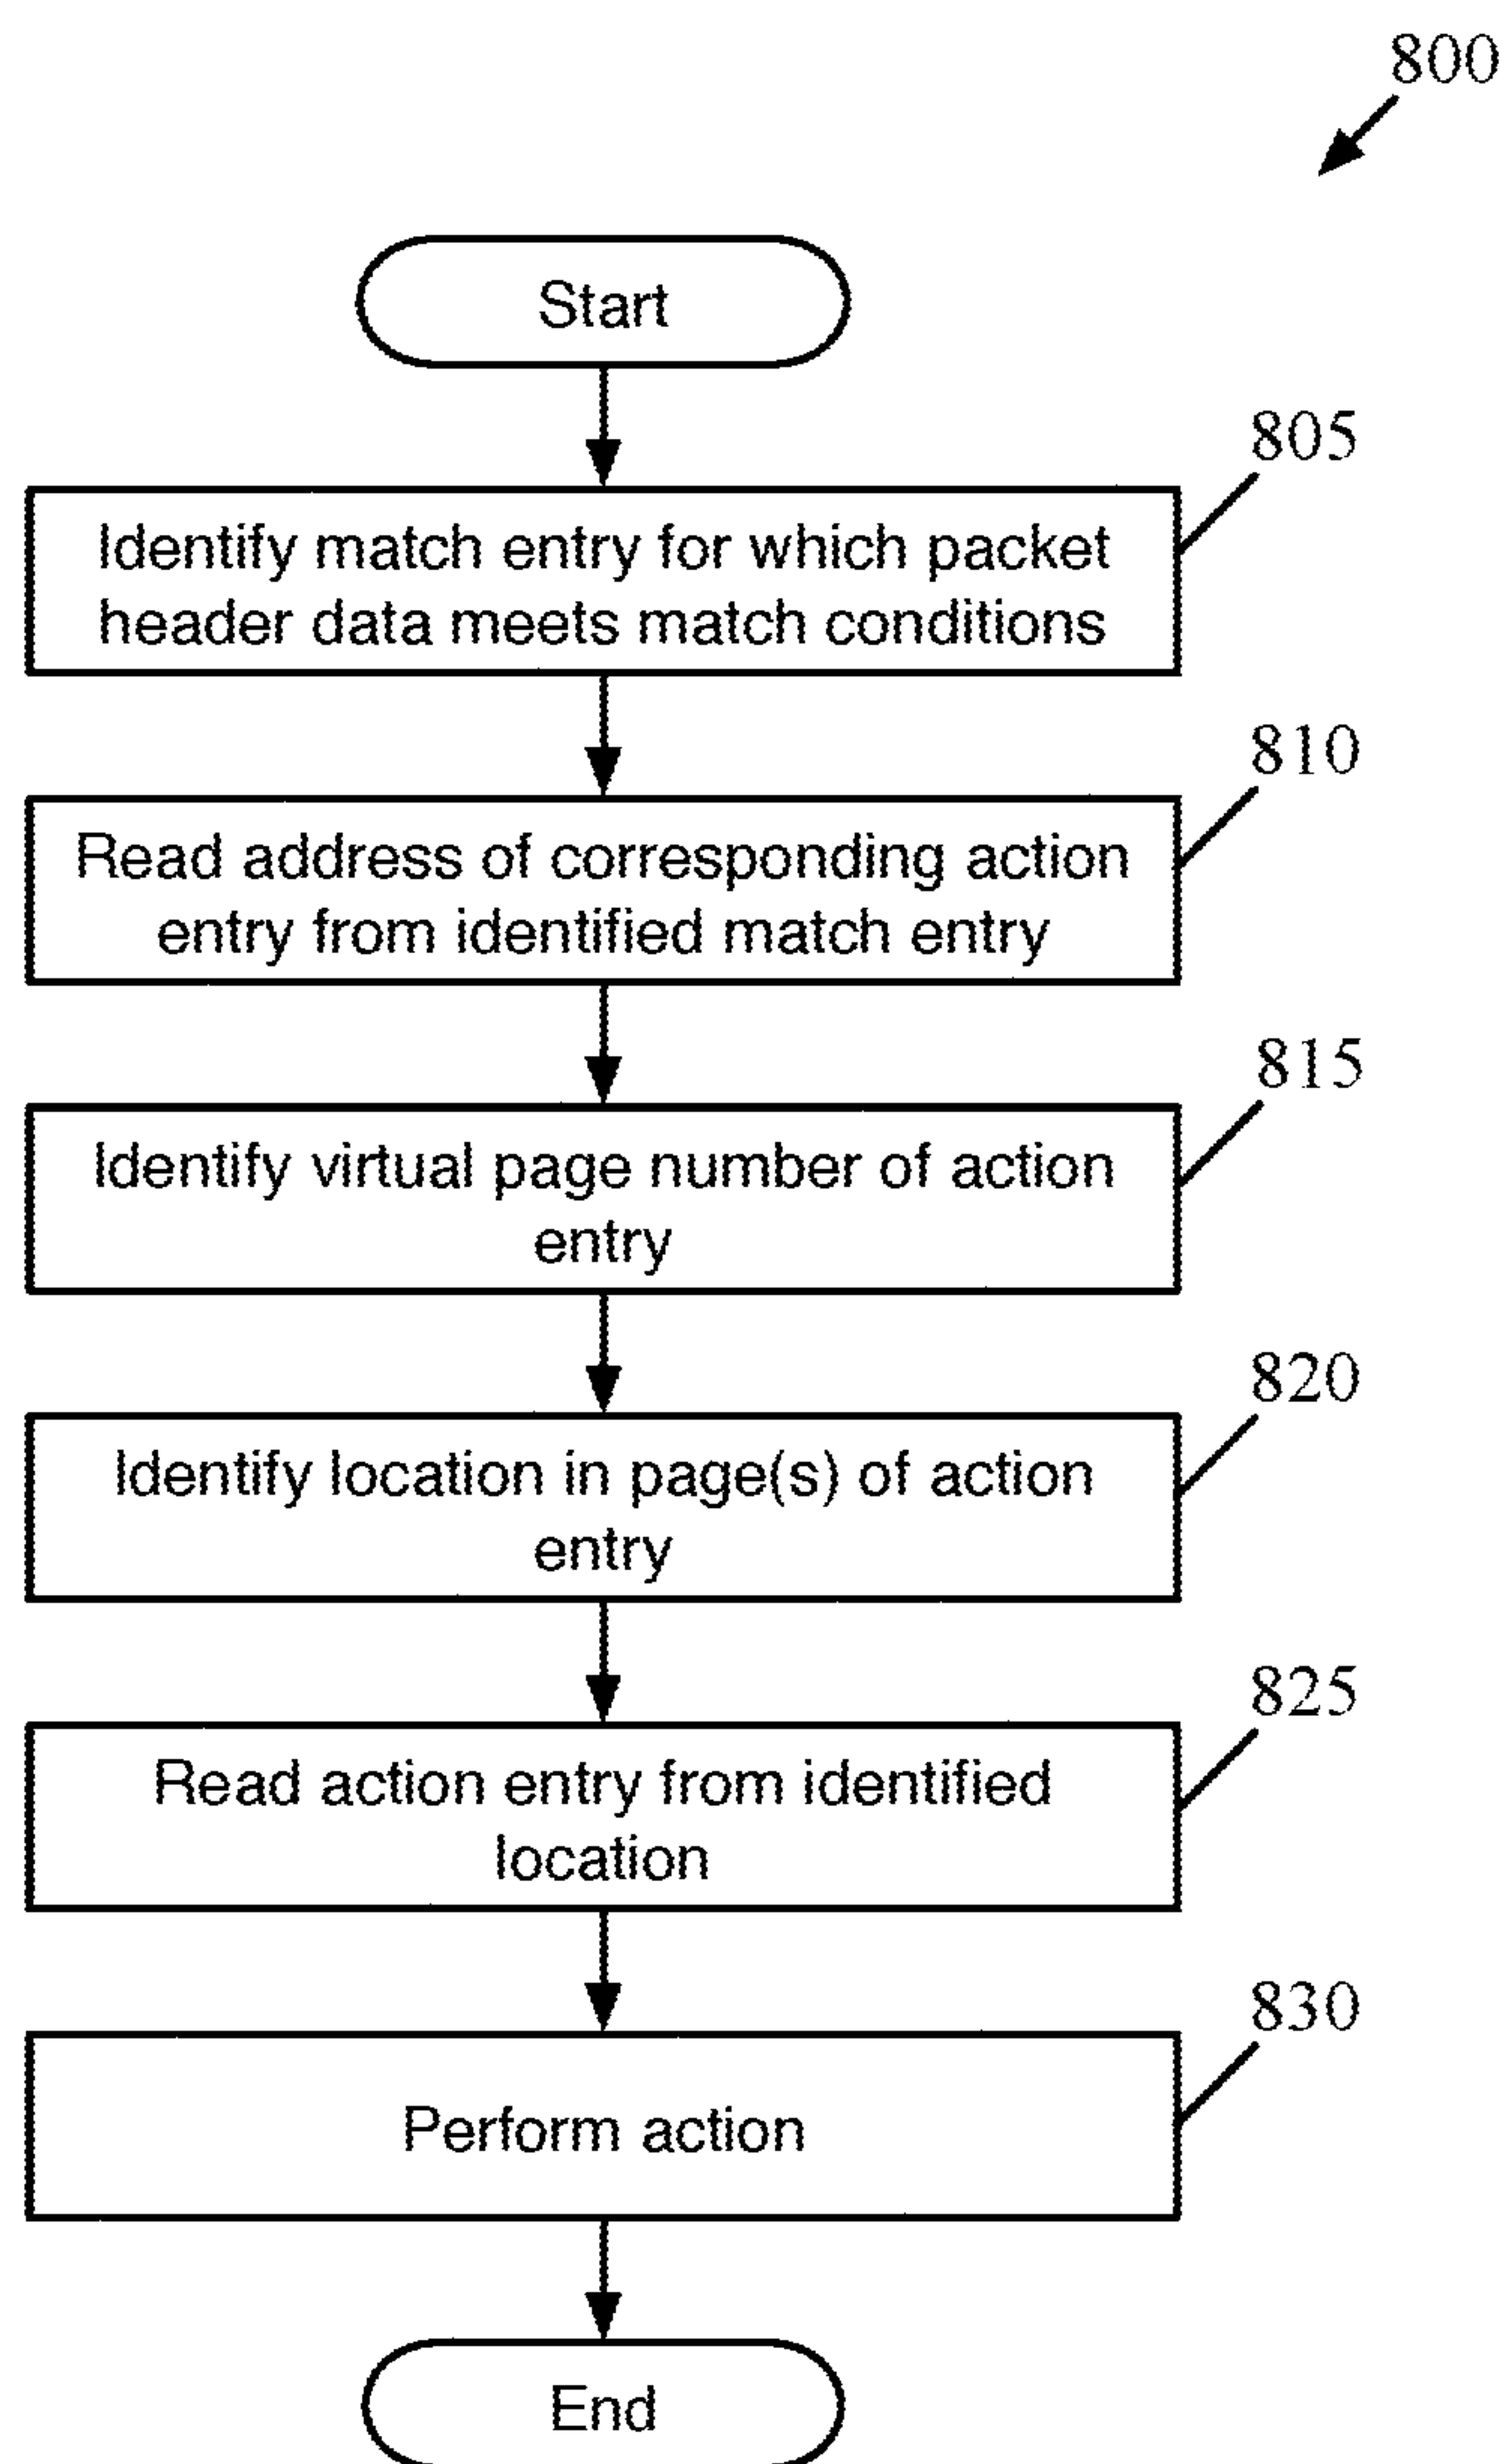 800
Start
805
Identify match entry for which packet
header data meets match conditions
810
Read address of corresponding action
entry from identified match entry
815
Identify virtual page number of action
entry
820
Identify location in page(s) of action
entry
825
Read action entry from identified
location
830
Perform action
End